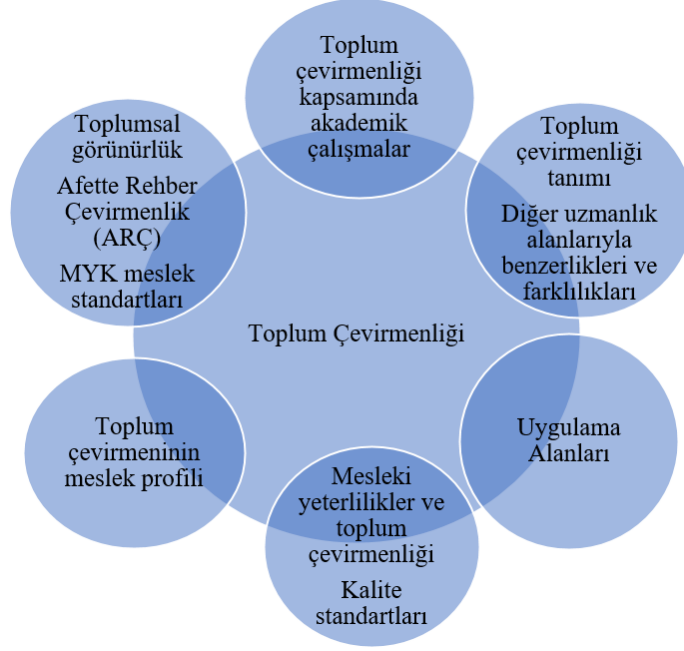 Toplum
çevirmenliği
kapsamında
akademik
çalışmalar
Toplum
çevirmenliği
tanımı
Diğer uzmanlık
alanlarıyla
benzerlikleri ve
farklılıkları
Uygulama
Alanları
Mesleki
yeterlilikler ve
toplum
çevirmenliği
Kalite
standartları
Toplum
çevirmeninin
meslek profili
Toplumsal
görünürlük
Afette Rehber
Çevirmenlik
(ARÇ)
MYK meslek
standartları
Toplum Çevirmenliği